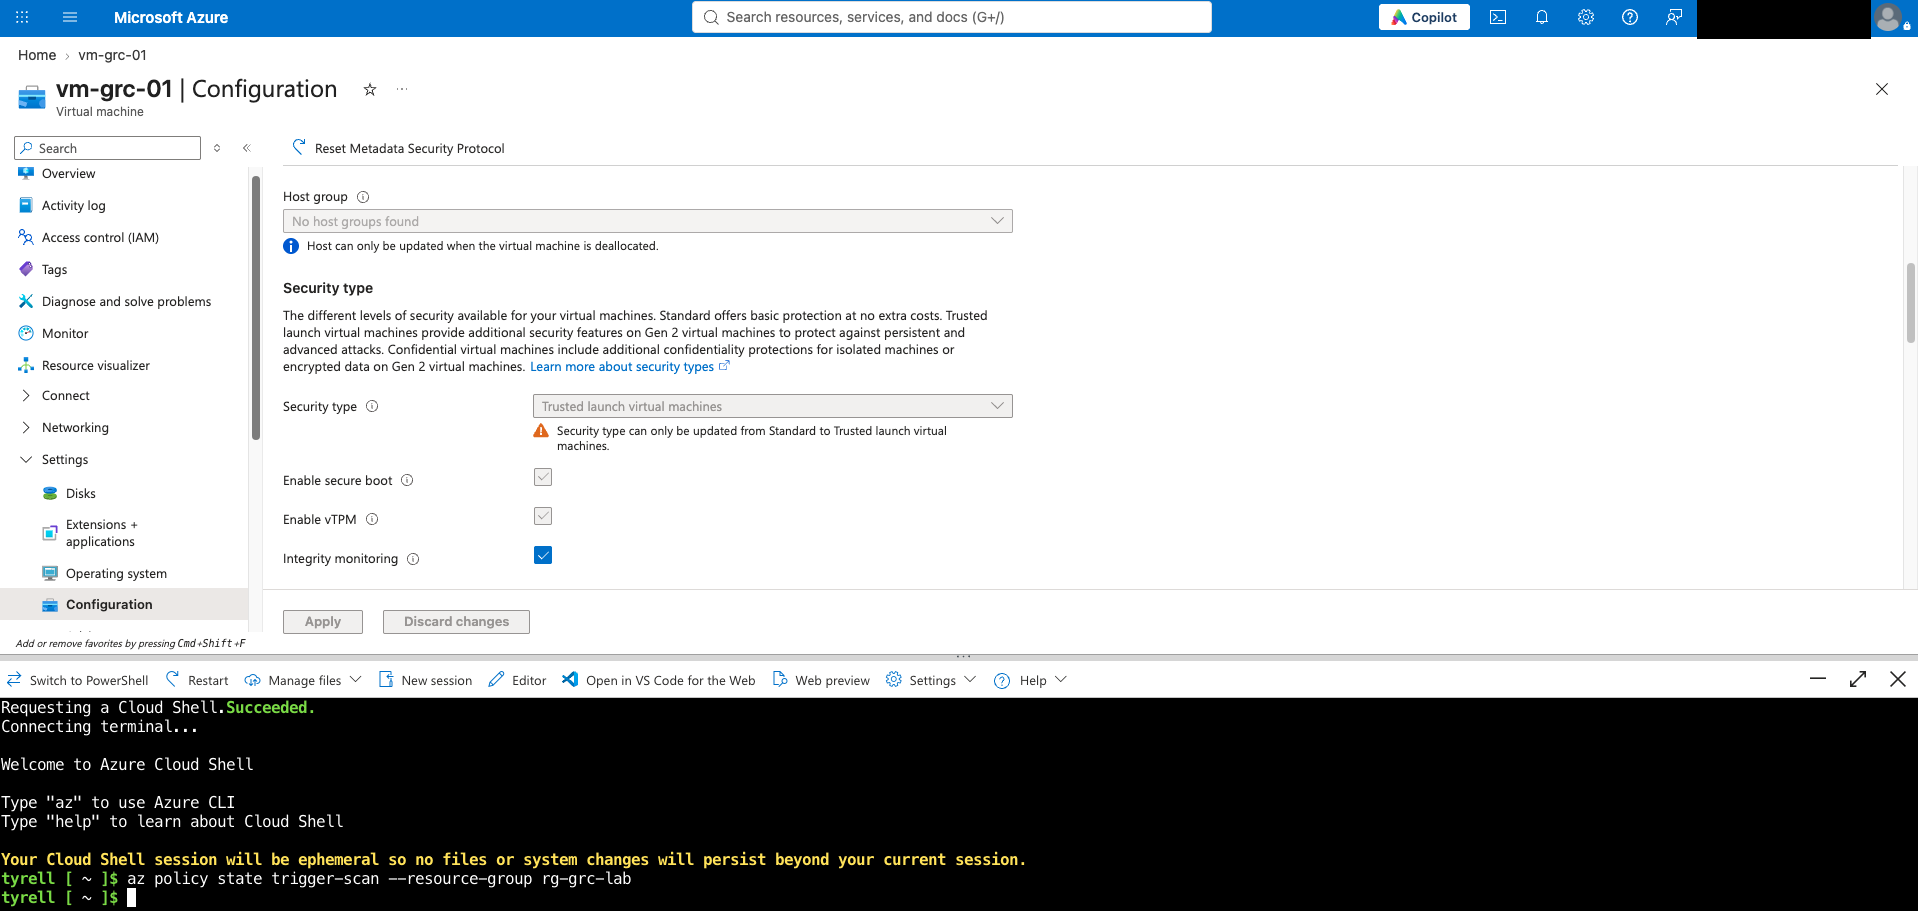 Microsoft Azure
Search resources, services, and docs (G+/)
Copilot
Home › vm-grc-01
vm-grc-01 | Configuration
Virtual machine
Search
Reset Metadata Security Protocol
Overview
Activity log
Access control (IAM)
Tags
Diagnose and solve problems
Monitor
Resource visualizer
Connect
Networking
Settings
Disks
Extensions +
applications
Operating system
Configuration
Add or remove favorites by pressing Cmd+Shift+F
Host group
No host groups found
Host can only be updated when the virtual machine is deallocated.
Security type
The different levels of security available for your virtual machines. Standard offers basic protection at no extra costs. Trusted
launch virtual machines provide additional security features on Gen 2 virtual machines to protect against persistent and
advanced attacks. Confidential virtual machines include additional confidentiality protections for isolated machines or
encrypted data on Gen 2 virtual machines. Learn more about security types
Security type
Trusted launch virtual machines
Security type can only be updated from Standard to Trusted launch virtual
machines.
Enable secure boot
Enable vTPM
Integrity monitoring
Apply
Discard changes
Switch to PowerShell
Restart
Manage files
New session
Editor
Open in VS Code for the Web
Web preview
Settings
Help
Requesting a Cloud Shell.Succeeded.
Connecting terminal...
Welcome to Azure Cloud Shell
Type "az" to use Azure CLI
Type "help" to learn about Cloud Shell
Your Cloud Shell session will be ephemeral so no files or system changes will persist beyond your current session.
tyrell [ ~ ]$ az policy state trigger-scan --resource-group rg-grc-lab
tyrell [ ~ ]$